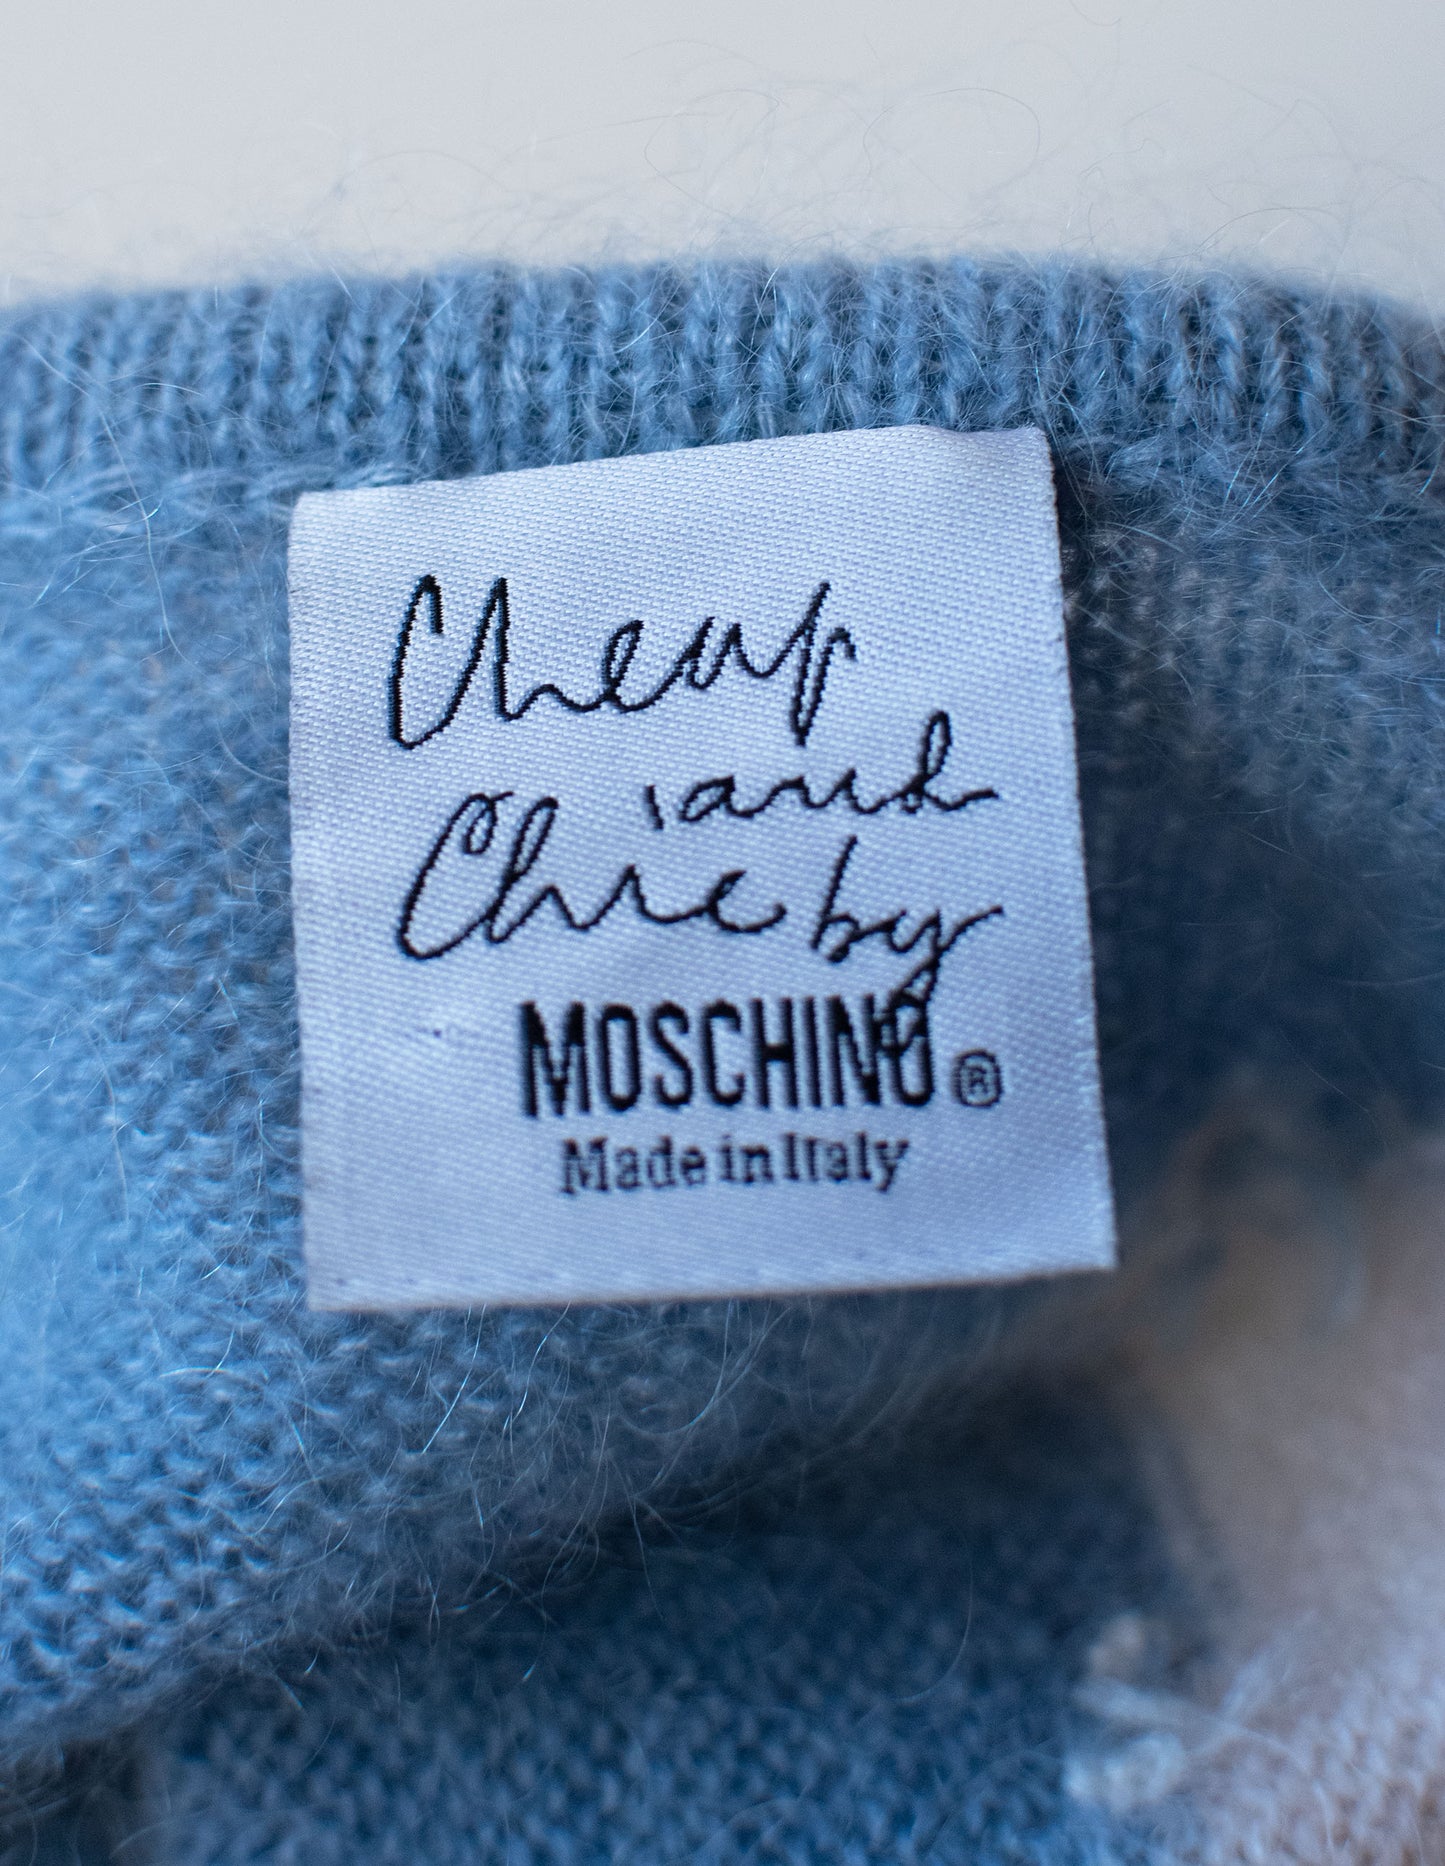 Cheap
and
Chic by
MOSCHINO®
Made in Italy